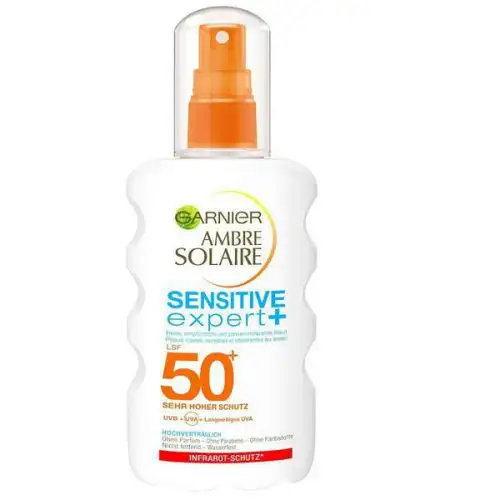 GARNIER
AMBRE
SOLAIRE
SENSITIVE
expert+
LSF
50+
SEHR HOHER SCHUTZ
UVB + UVA + Langwelliges UVA
HOCHVERTRÄGLICH
Ohne Parfum - Ohne Parabene - Ohne Farbstoffe
Nicht fettend - Wasserfest
INFRAROT-SCHUTZ*